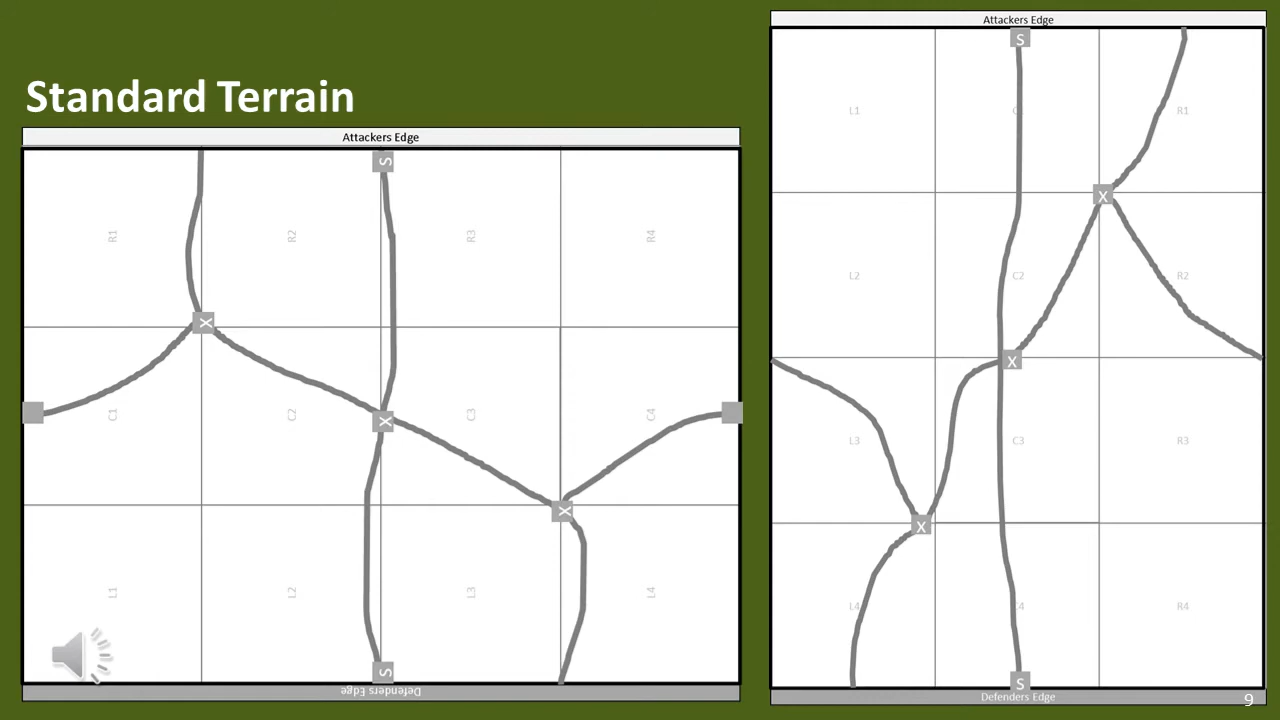 Standard Terrain
Attackers Edge
S
R1 R2 R3 R4
X
C1 C2 X C3 C4
X
L1 L2 L3 L4
S
Defenders Edge
Attackers Edge
S
L1 R1
X
L2 C2 R2
X
L3 C3 R3
X
L4 R4
S
Defenders Edge
9